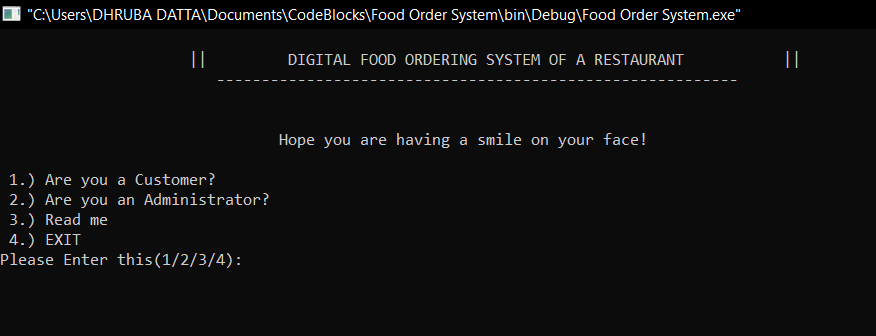 "C:\Users\DHRUBA DATTA\Documents\CodeBlocks\Food Order System\bin\Debug\Food Order System.exe"
|| DIGITAL FOOD ORDERING SYSTEM OF A RESTAURANT ||
----------------------------------------------------------
Hope you are having a smile on your face!
1.) Are you a Customer?
2.) Are you an Administrator?
3.) Read me
4.) EXIT
Please Enter this(1/2/3/4):